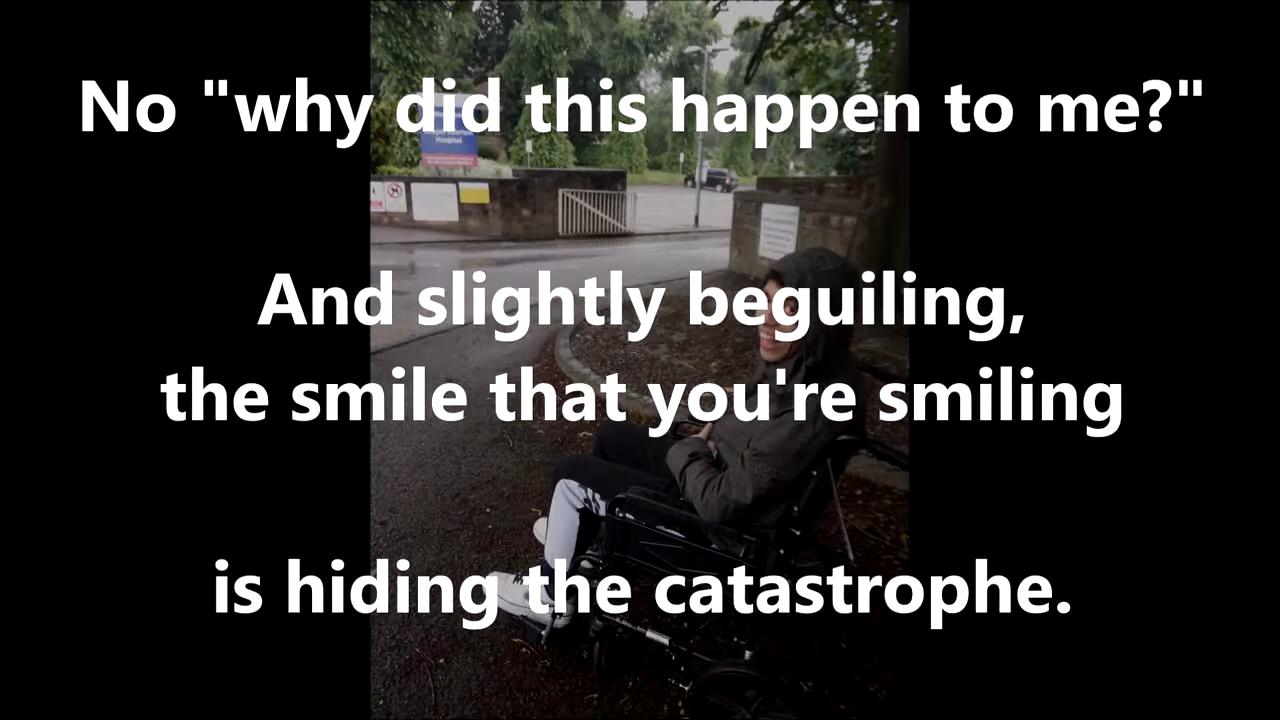 No "why did this happen to me?"
Hospital
And slightly beguiling,
the smile that you're smiling
is hiding the catastrophe.